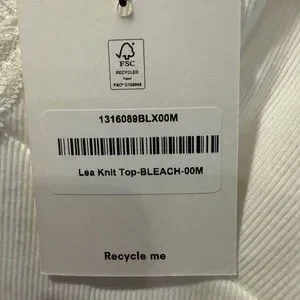 FSC
RECYCLED
Paper
1316089BLX00M
Lea Knit Top-BLEACH-00M
Recycle me